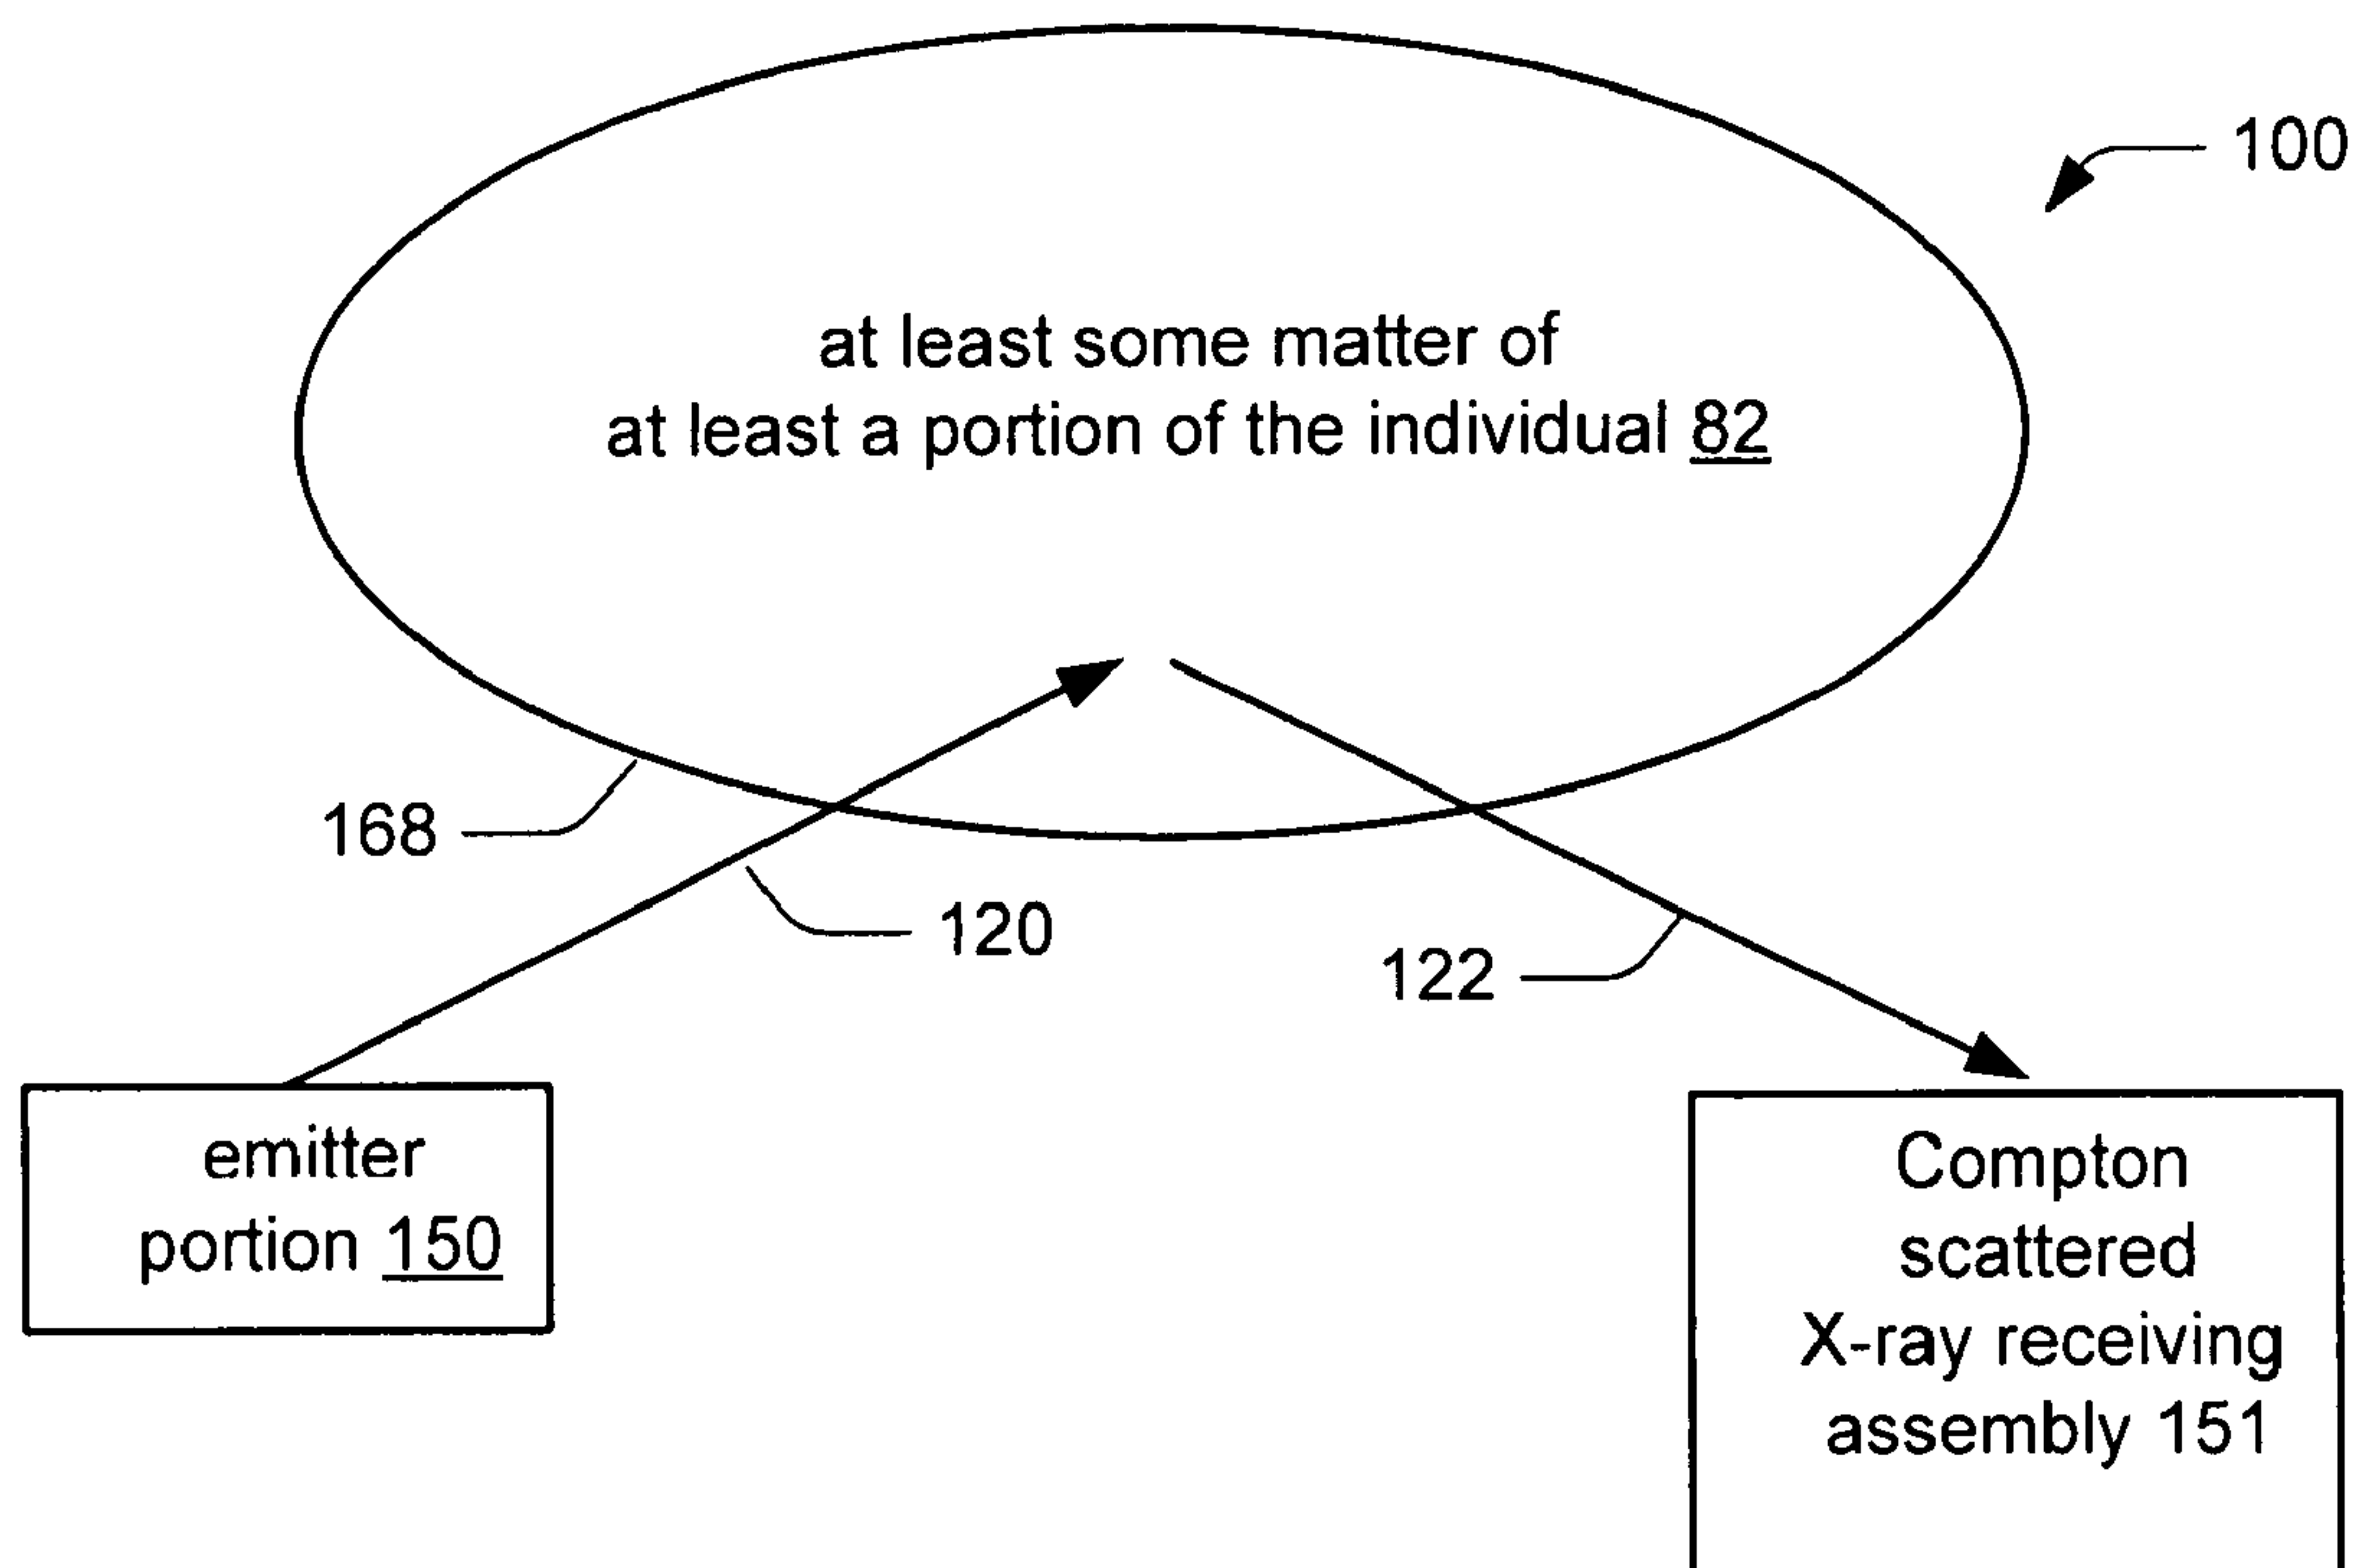 100
at least some matter of
at least a portion of the individual 82
168
120
122
emitter
portion 150
Compton
scattered
X-ray receiving
assembly 151